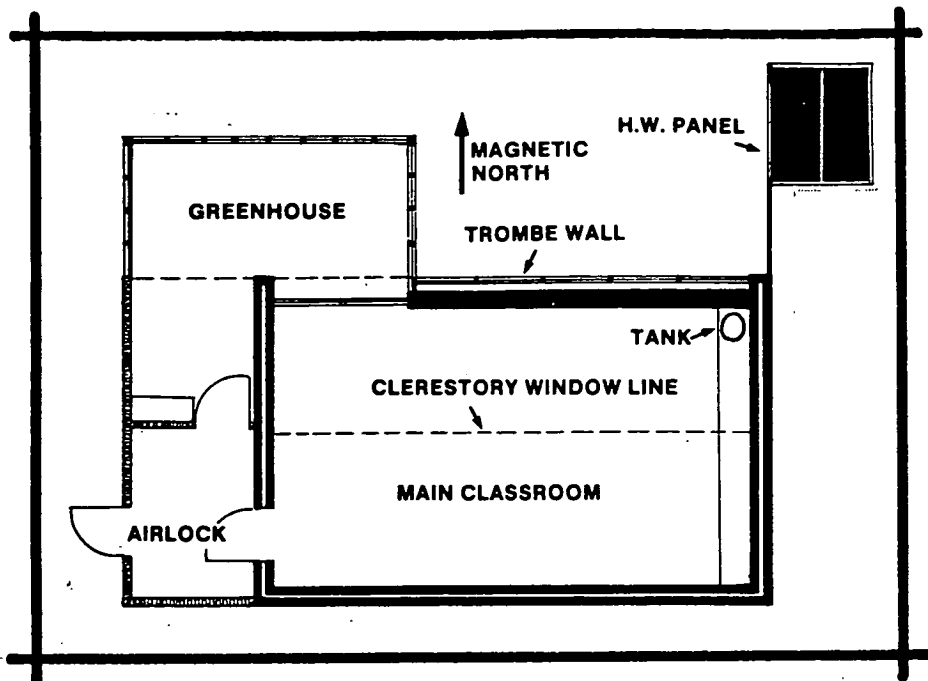 H.W. PANEL
MAGNETIC
NORTH
GREENHOUSE
TROMBE WALL
TANK
CLERESTORY WINDOW LINE
MAIN CLASSROOM
AIRLOCK